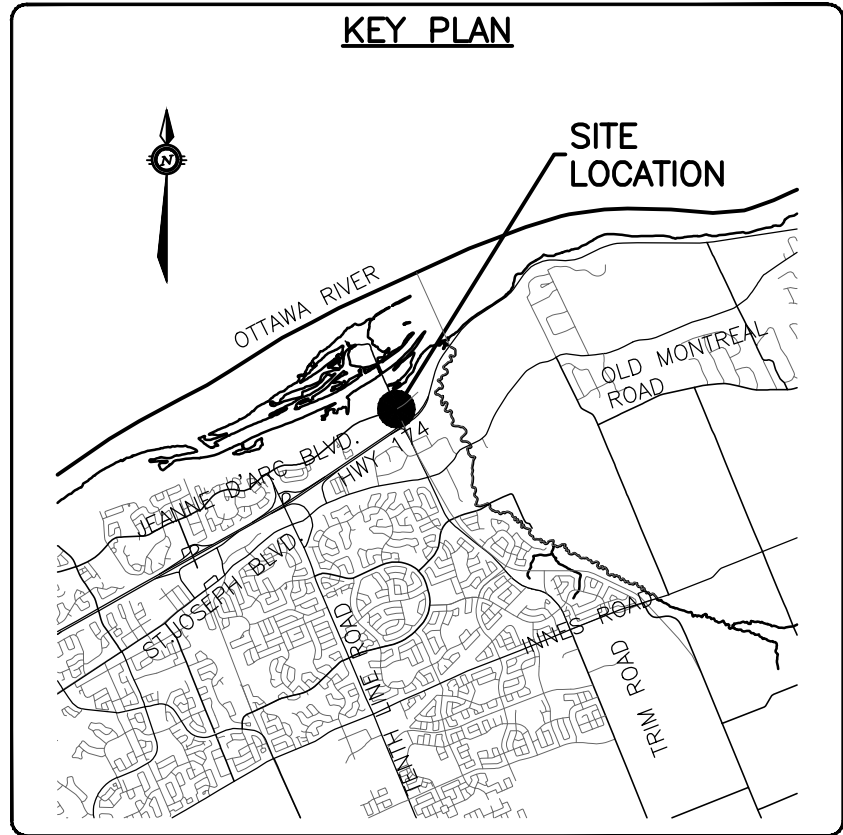 KEY PLAN
SITE
LOCATION
N
OTTAWA RIVER
OLD MONTREAL
ROAD
JEANNE D'ARC BLVD.
HWY 174
ST.JOSEPH BLVD.
TENTH LINE ROAD
INNES ROAD
TRIM ROAD